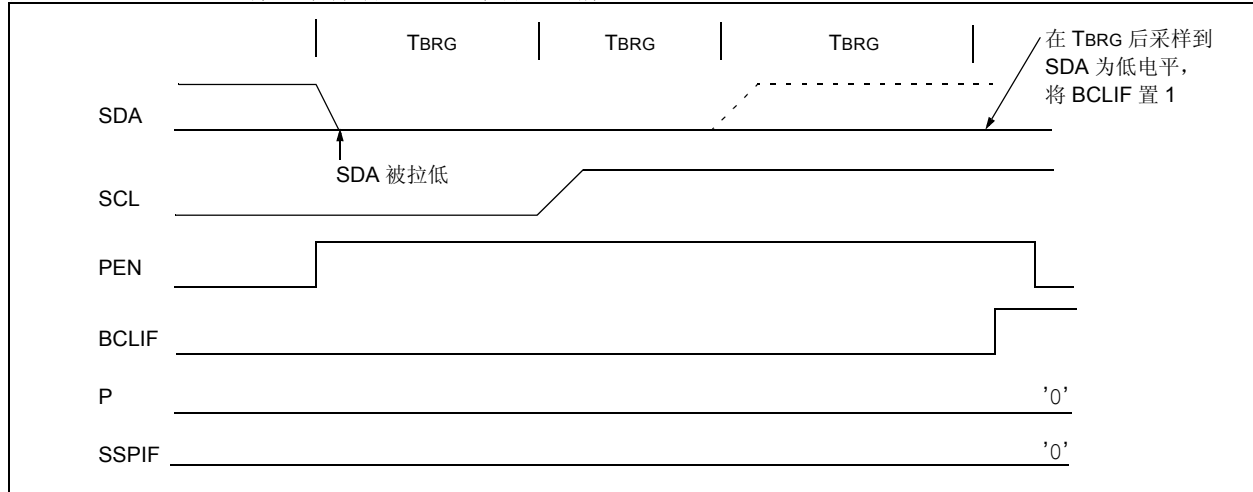 TBRG
TBRG
TBRG
在 TBRG 后采样到
SDA 为低电平，
将 BCLIF 置 1
SDA
SDA 被拉低
SCL
PEN
BCLIF
P
'0'
SSPIF
'0'